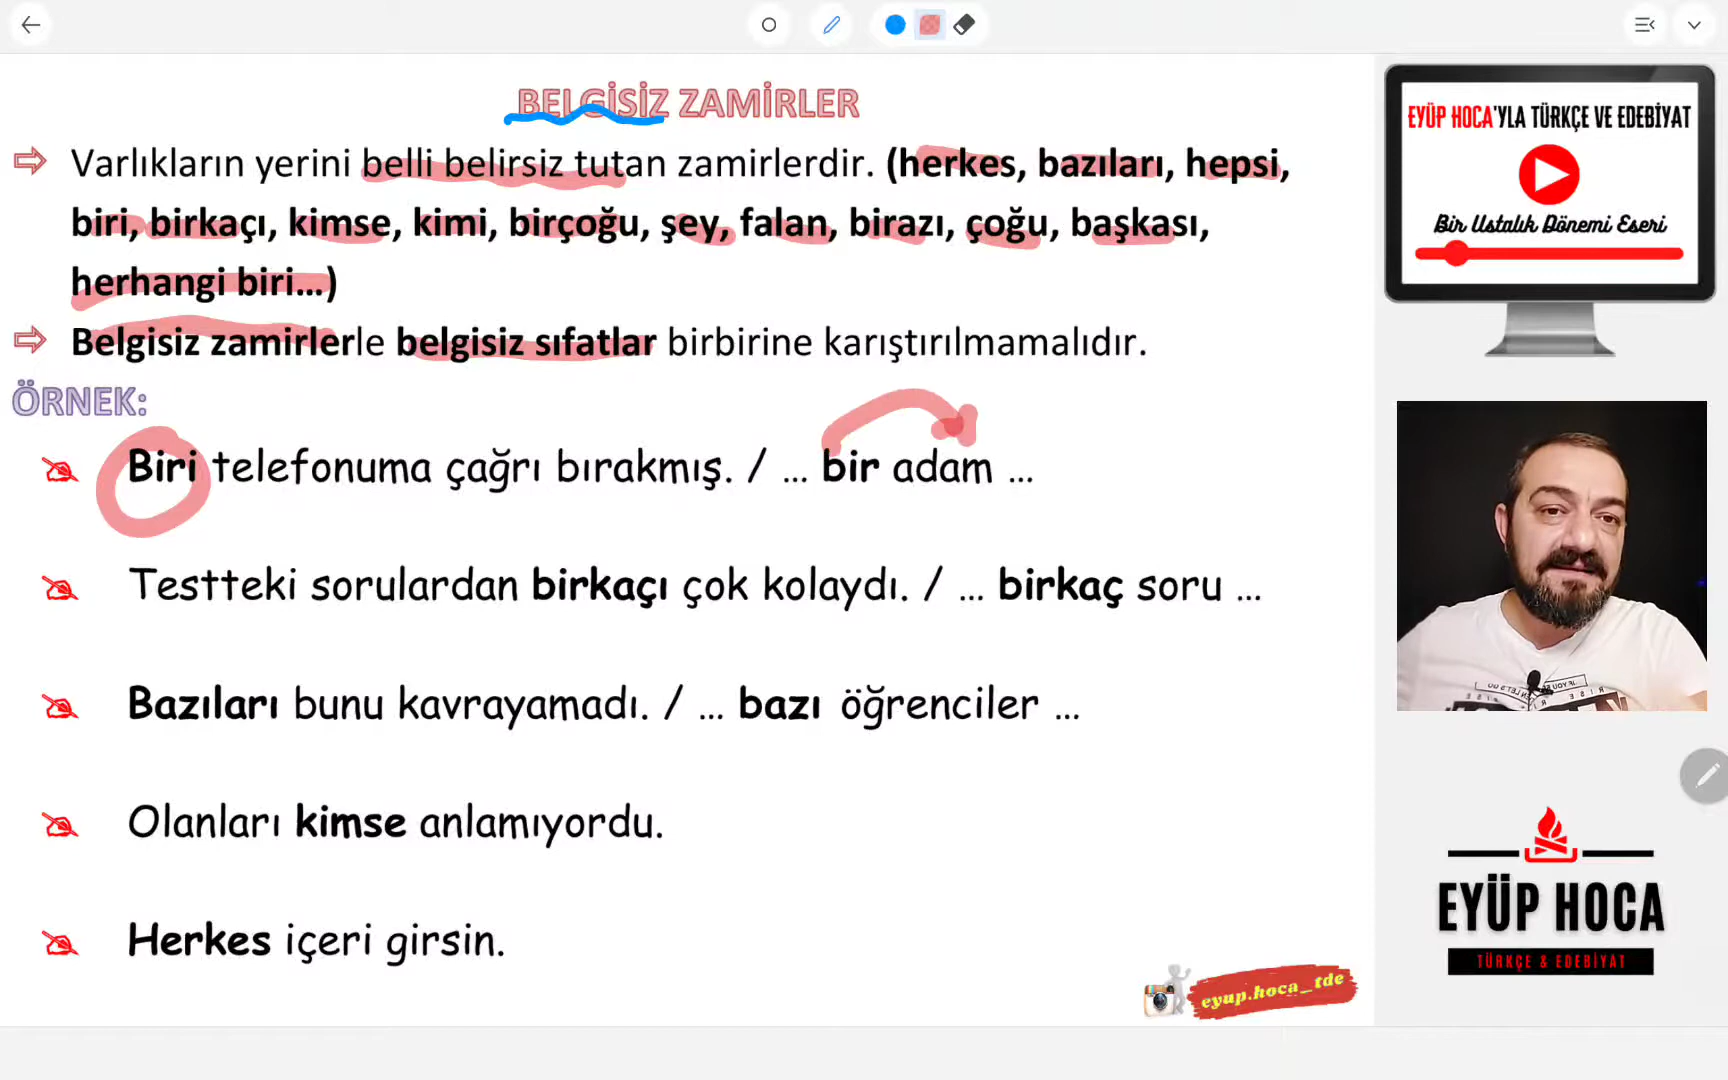 BELGİSİZ ZAMİRLER
Varlıkların yerini belli belirsiz tutan zamirlerdir. (herkes, bazıları, hepsi,
biri, birkaçı, kimse, kimi, birçoğu, şey, falan, birazı, çoğu, başkası,
herhangi biri...)
Belgisiz zamirlerle belgisiz sıfatlar birbirine karıştırılmamalıdır.
ÖRNEK:
Biri telefonuma çağrı bırakmış. / ... bir adam ...
Testteki sorulardan birkaçı çok kolaydı. / ... birkaç soru ...
Bazıları bunu kavrayamadı. / ... bazı öğrenciler ...
Olanları kimse anlamıyordu.
Herkes içeri girsin.
eyup.hoca_tde
EYÜP HOCA'YLA TÜRKÇE VE EDEBİYAT
Bir Ustalık Dönemi Eseri
EYÜP HOCA
TÜRKÇE & EDEBİYAT